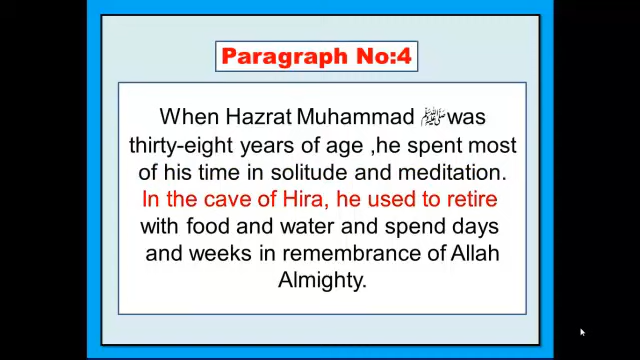 Paragraph No:4
When Hazrat Muhammad ﷺ was
thirty-eight years of age ,he spent most
of his time in solitude and meditation.
In the cave of Hira, he used to retire
with food and water and spend days
and weeks in remembrance of Allah
Almighty.